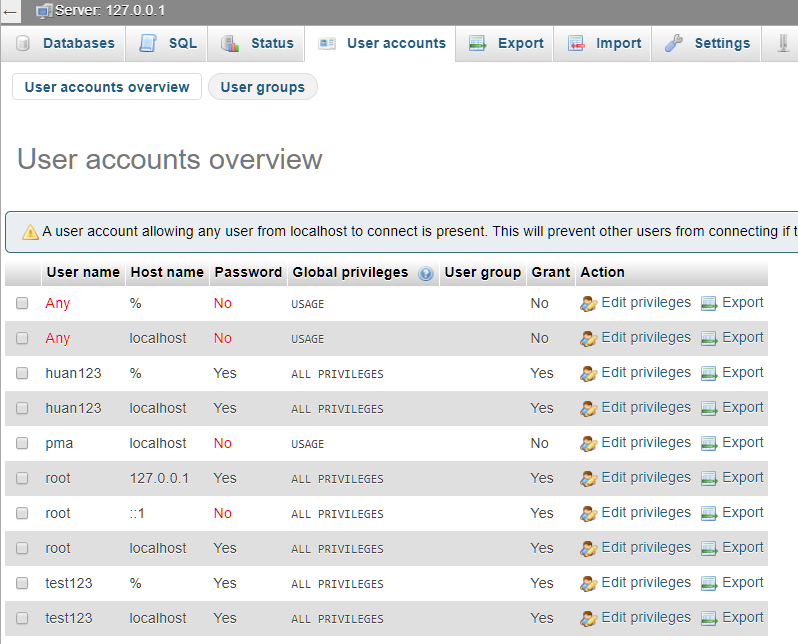 Server: 127.0.0.1
Databases SQL Status User accounts Export Import Settings
User accounts overview User groups
User accounts overview
A user account allowing any user from localhost to connect is present. This will prevent other users from connecting if t
User name Host name Password Global privileges User group Grant Action
Any % No USAGE No Edit privileges Export
Any localhost No USAGE No Edit privileges Export
huan123 % Yes ALL PRIVILEGES Yes Edit privileges Export
huan123 localhost Yes ALL PRIVILEGES Yes Edit privileges Export
pma localhost No USAGE No Edit privileges Export
root 127.0.0.1 Yes ALL PRIVILEGES Yes Edit privileges Export
root ::1 No ALL PRIVILEGES Yes Edit privileges Export
root localhost Yes ALL PRIVILEGES Yes Edit privileges Export
test123 % Yes ALL PRIVILEGES Yes Edit privileges Export
test123 localhost Yes ALL PRIVILEGES Yes Edit privileges Export